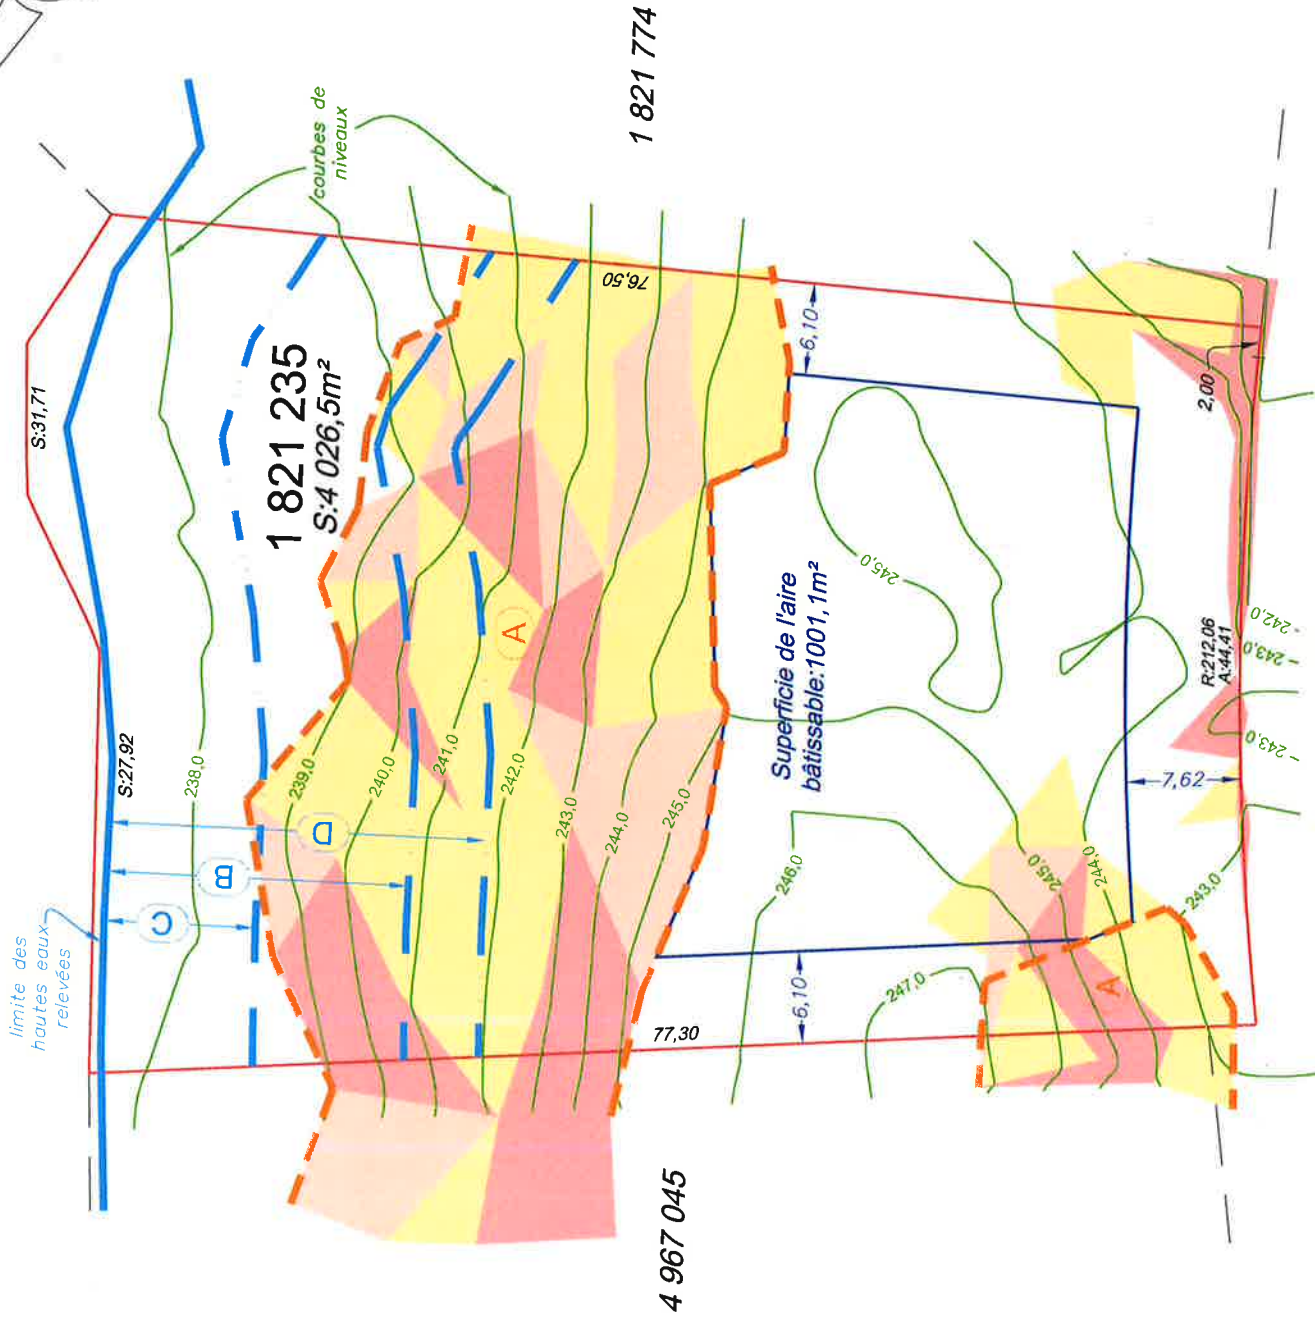 limite des
hautes eaux
relevées
S:31,71
S:27,92
courbes de
niveaux
1 821 774
1 821 235
S:4 026,5m²
76,50
238,0
239,0
240,0
241,0
242,0
243,0
244,0
245,0
C
B
D
A
6,10
245,0
Superficie de l'aire
bâtissable:1001,1m²
2,00
R:212,06
A:44,41
242,0
243,0
243,0
7,62
246,0
245,0
244,0
243,0
247,0
6,10
77,30
A
4 967 045